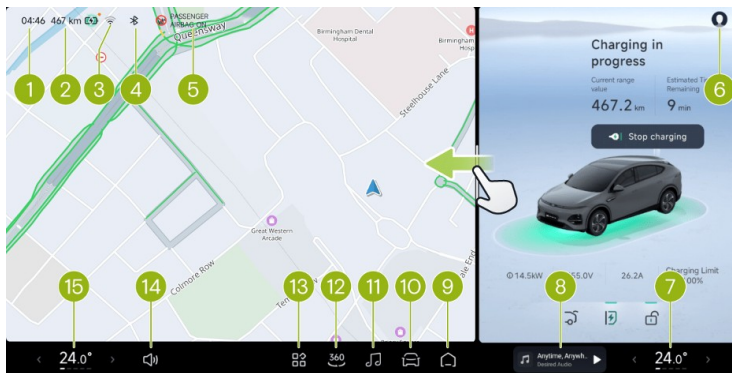 04:46 467 km
PASSENGER
AIRBAG ON
Queensway
Birmingham Dental
Hospital
Birmingham
Hosp
Steelhouse Lane
Great Western
Arcade
Colmore Row
1
2
3
4
5
6
Charging in
progress
Current range
value
Estimated
Remaining
467.2 km
9 min
Stop charging
14.5kW
26.2A
Charging Limit
15
14
13
12
11
10
9
8
7
24.0°
360
Anytime, Anywh..
Desired Audio
24.0°